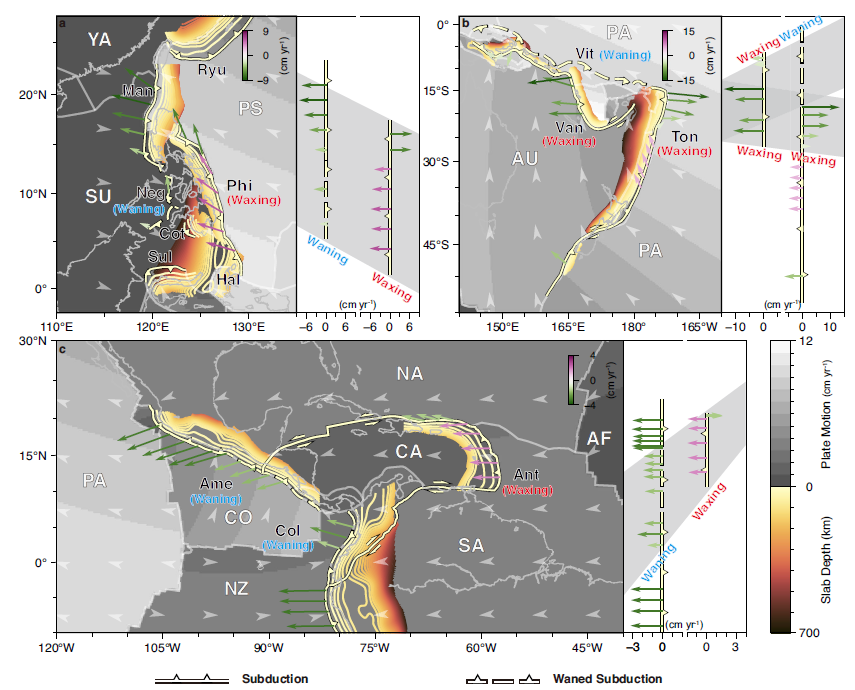 a
YA
9
0
−9
(cm yr⁻¹)
Ryu
Man
PS
20°N
10°N
0°
SU
Neg
(Waning)
Phi
(Waxing)
Cot
Sul
Hal
110°E
120°E
130°E
Waning
Waxing
(cm yr⁻¹)
−6 0 6
−6 0 6
b
PA
15
0
−15
(cm yr⁻¹)
Vit (Waning)
0°
15°S
30°S
45°S
Van
(Waxing)
Ton
(Waxing)
AU
PA
150°E
165°E
180°
165°W
Waxing
Waning
Waxing
Waxing
(cm yr⁻¹)
−10 0
0 10
c
30°N
15°N
0°
NA
4
0
−4
(cm yr⁻¹)
AF
CA
PA
Ame
(Waning)
CO
Ant
(Waxing)
Col
(Waning)
SA
NZ
120°W
105°W
90°W
75°W
60°W
45°W
Waning
Waxing
(cm yr⁻¹)
−3 0
0 3
12
Plate Motion (cm yr⁻¹)
0
Slab Depth (km)
700
Subduction
Waned Subduction